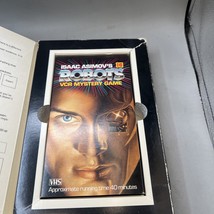 ISAAC ASIMOV'S
ROBOTS
VCR MYSTERY GAME
VHS
Approximate running time 40 minutes